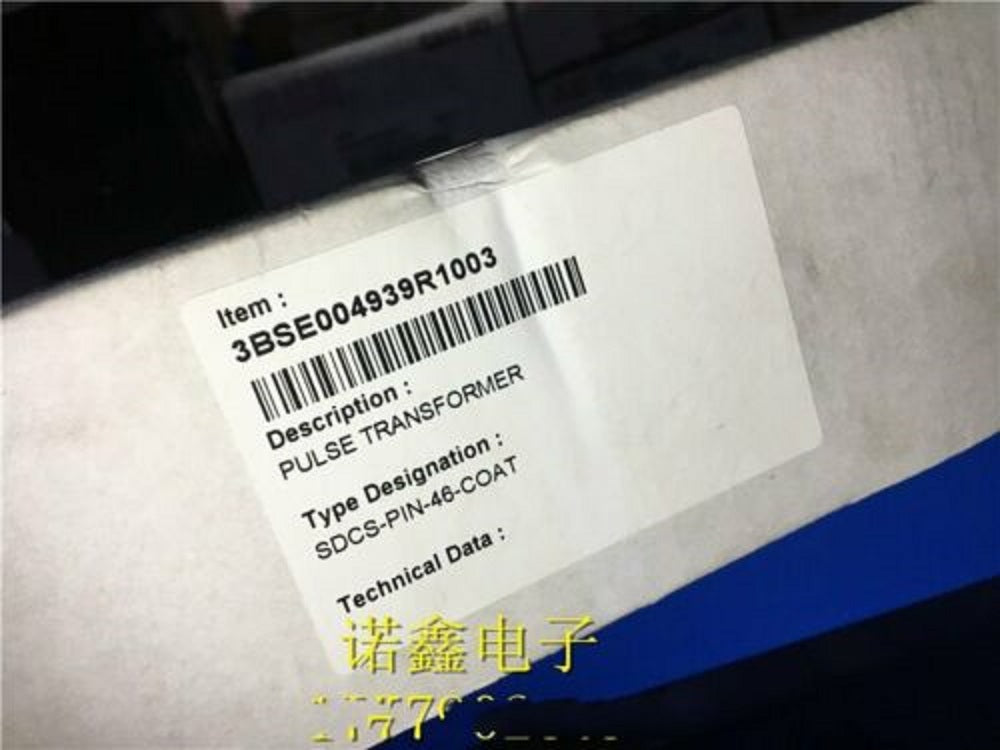 Item :
3BSE004939R1003
Description :
PULSE TRANSFORMER
Type Designation :
SDCS-PIN-46-COAT
Technical Data :
诺鑫电子